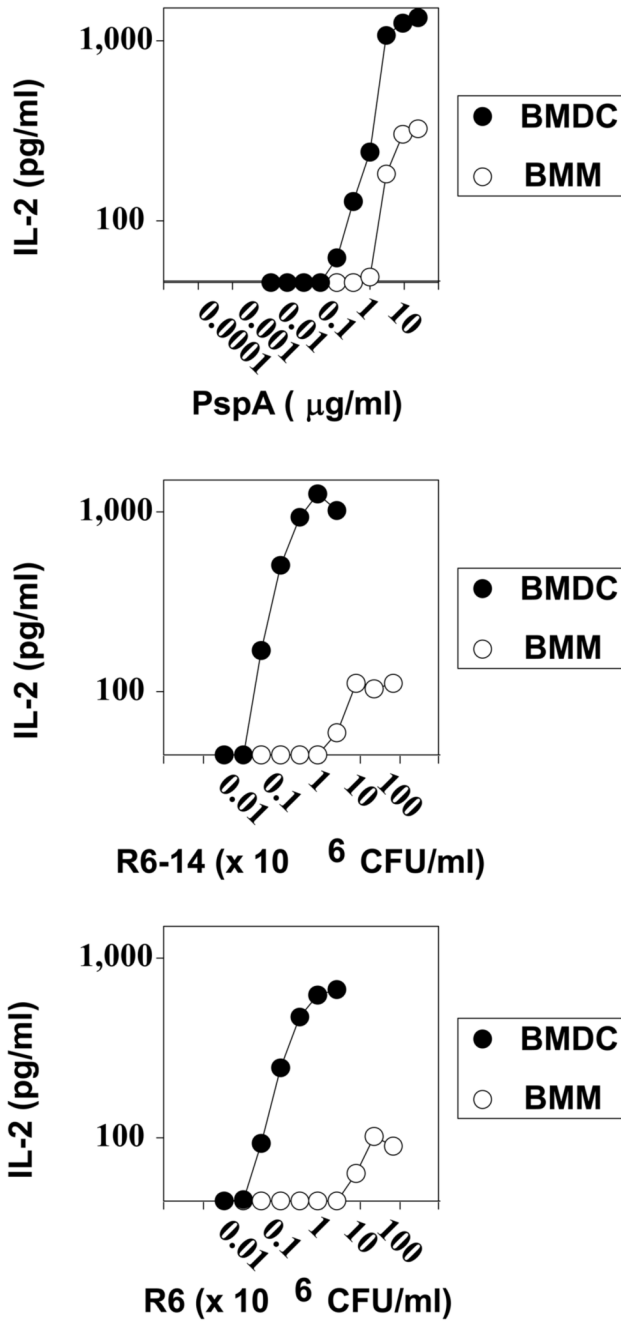 1,000
100
IL-2 (pg/ml)
BMDC
BMM
0.0001
0.001
0.01
0.1
1
10
PspA ( μg/ml)
1,000
100
IL-2 (pg/ml)
BMDC
BMM
0.01
0.1
1
10
100
R6-14 (x 10 6 CFU/ml)
1,000
100
IL-2 (pg/ml)
BMDC
BMM
0.01
0.1
1
10
100
R6 (x 10 6 CFU/ml)